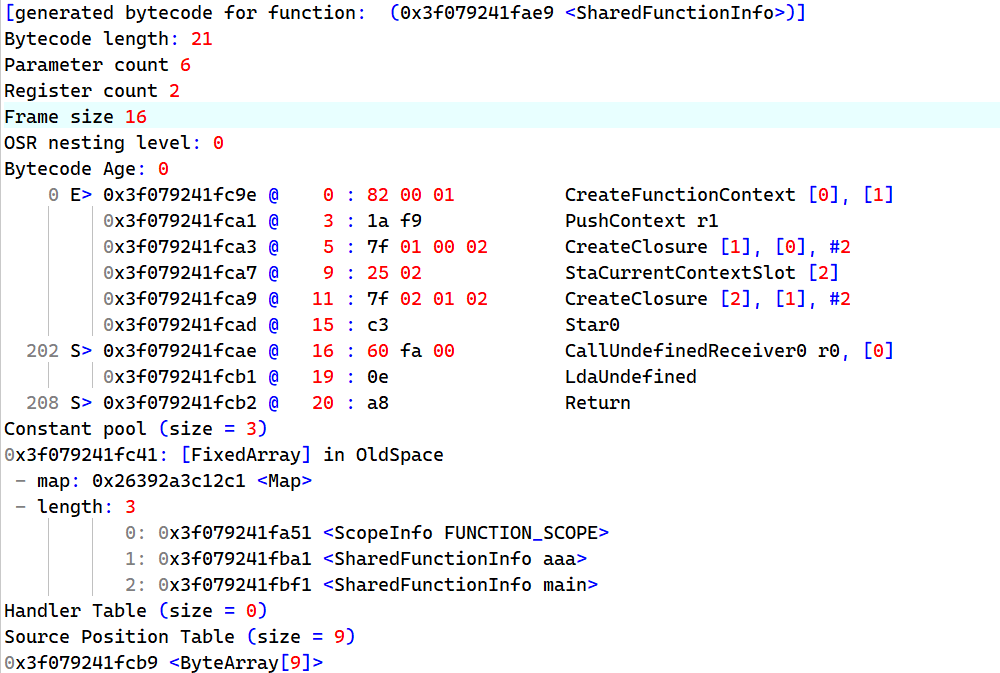 [generated bytecode for function:  (0x3f079241fae9 <SharedFunctionInfo>)]
Bytecode length: 21
Parameter count 6
Register count 2
Frame size 16
OSR nesting level: 0
Bytecode Age: 0
    0 E> 0x3f079241fc9e @    0 : 82 00 01          CreateFunctionContext [0], [1]
         0x3f079241fca1 @    3 : 1a f9             PushContext r1
         0x3f079241fca3 @    5 : 7f 01 00 02       CreateClosure [1], [0], #2
         0x3f079241fca7 @    9 : 25 02             StaCurrentContextSlot [2]
         0x3f079241fca9 @   11 : 7f 02 01 02       CreateClosure [2], [1], #2
         0x3f079241fcad @   15 : c3                Star0
  202 S> 0x3f079241fcae @   16 : 60 fa 00          CallUndefinedReceiver0 r0, [0]
         0x3f079241fcb1 @   19 : 0e                LdaUndefined
  208 S> 0x3f079241fcb2 @   20 : a8                Return
Constant pool (size = 3)
0x3f079241fc41: [FixedArray] in OldSpace
 - map: 0x26392a3c12c1 <Map>
 - length: 3
           0: 0x3f079241fa51 <ScopeInfo FUNCTION_SCOPE>
           1: 0x3f079241fba1 <SharedFunctionInfo aaa>
           2: 0x3f079241fbf1 <SharedFunctionInfo main>
Handler Table (size = 0)
Source Position Table (size = 9)
0x3f079241fcb9 <ByteArray[9]>